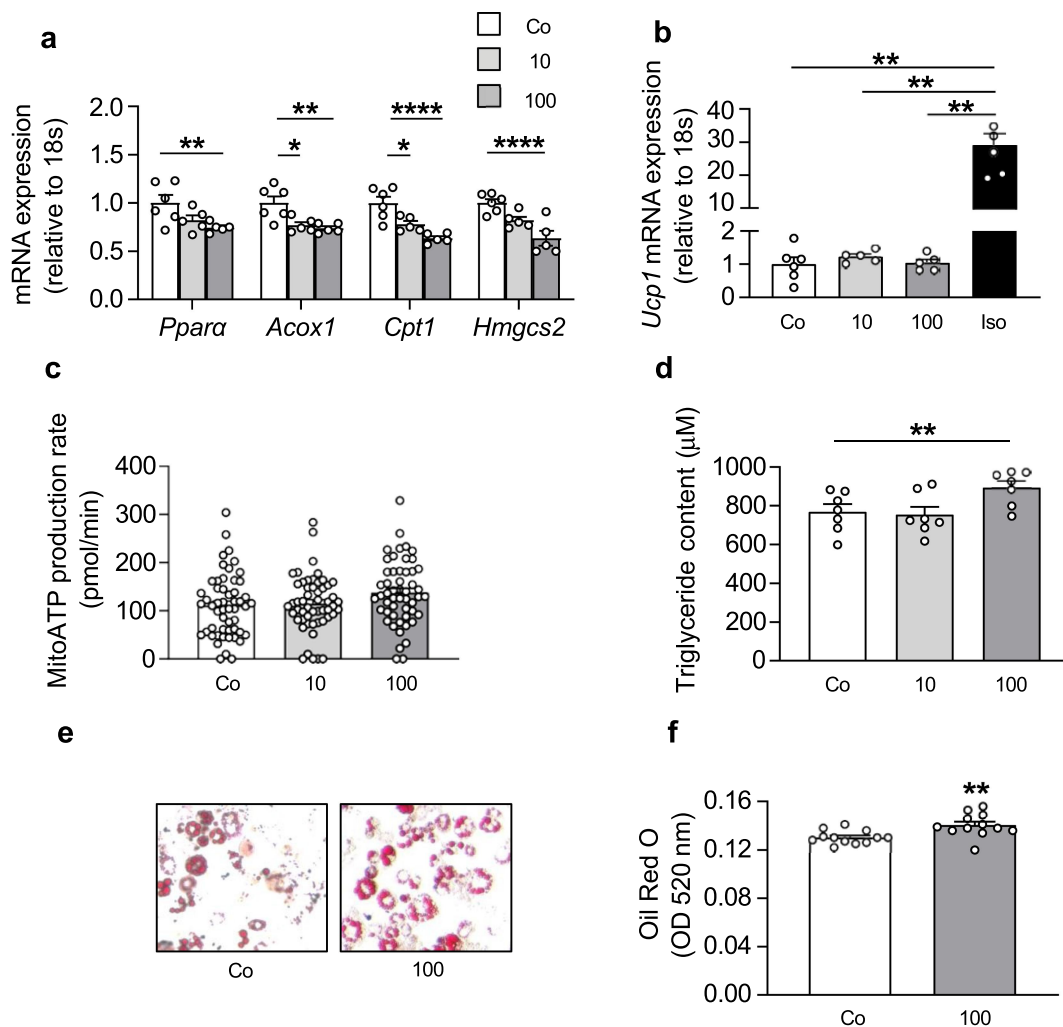 a
Co
10
100
mRNA expression
(relative to 18s)
2.0
1.5
1.0
0.5
0.0
**
**
*
****
*
****
Pparα
Acox1
Cpt1
Hmgcs2
b
Ucp1 mRNA expression
(relative to 18s)
40
30
20
10
2
1
0
**
**
**
Co
10
100
Iso
c
MitoATP production rate
(pmol/min)
400
300
200
100
0
Co
10
100
d
Triglyceride content (μM)
1000
800
600
400
200
0
**
Co
10
100
e
Co
100
f
Oil Red O
(OD 520 nm)
0.16
0.12
0.08
0.04
0.00
**
Co
100